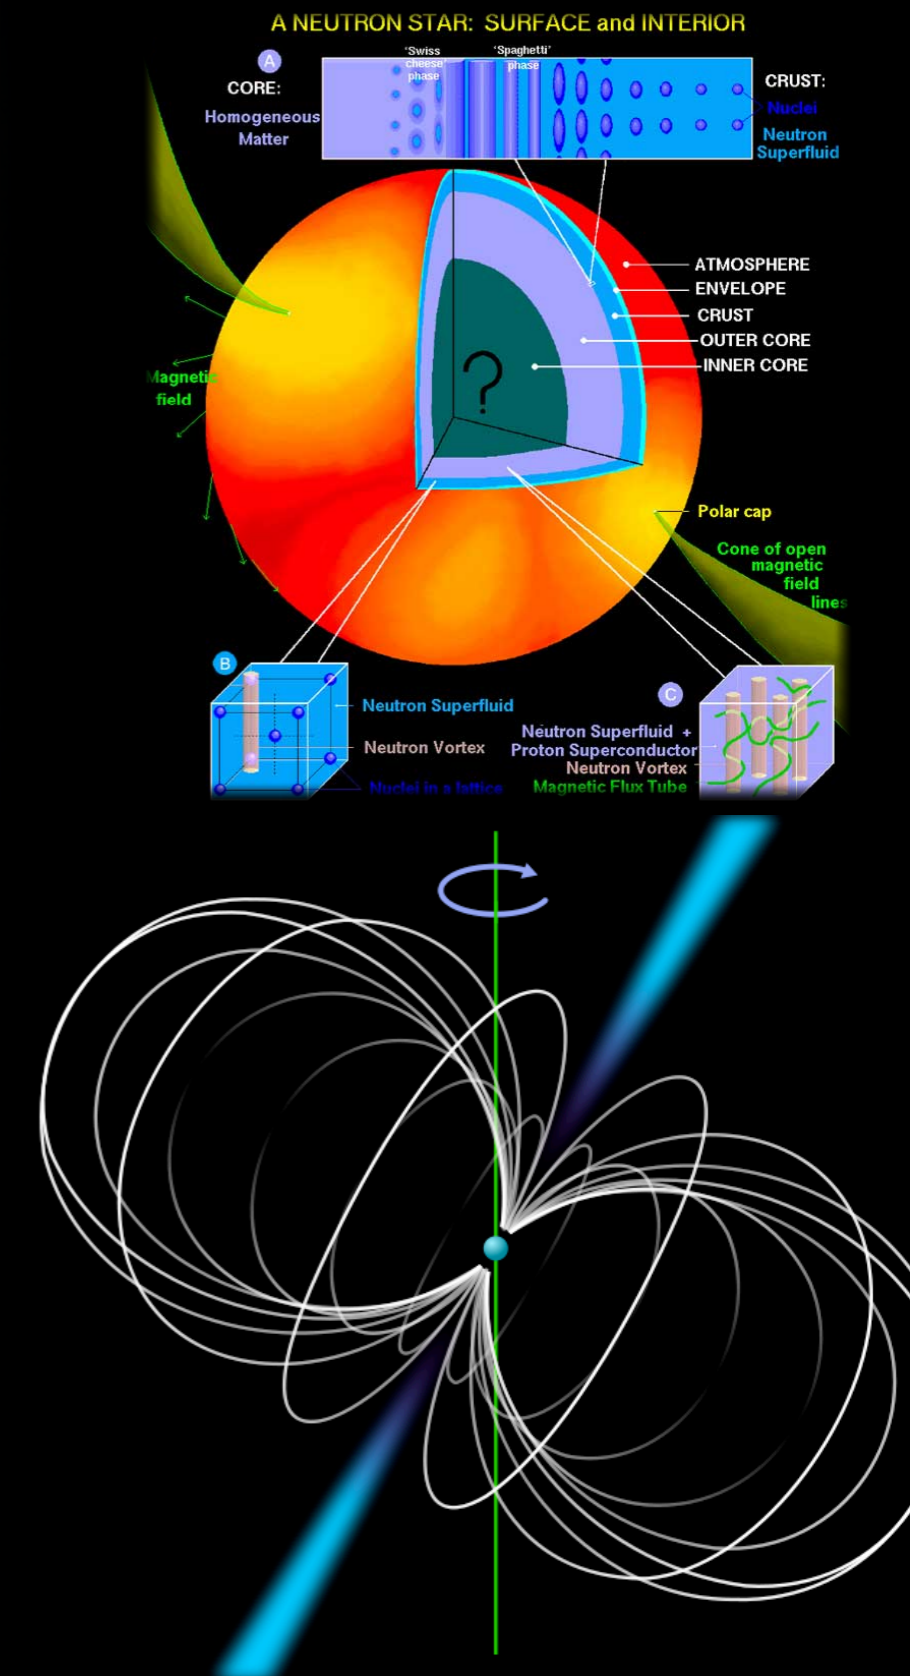 A NEUTRON STAR: SURFACE and INTERIOR
A
CORE:
Homogeneous
Matter
'Swiss
cheese'
phase
'Spaghetti'
phase
CRUST:
Nuclei
Neutron
Superfluid
ATMOSPHERE
ENVELOPE
CRUST
OUTER CORE
INNER CORE
?
Magnetic
field
Polar cap
Cone of open
magnetic
field
lines
B
Neutron Superfluid
Neutron Vortex
Nuclei in a lattice
C
Neutron Superfluid +
Proton Superconductor
Neutron Vortex
Magnetic Flux Tube